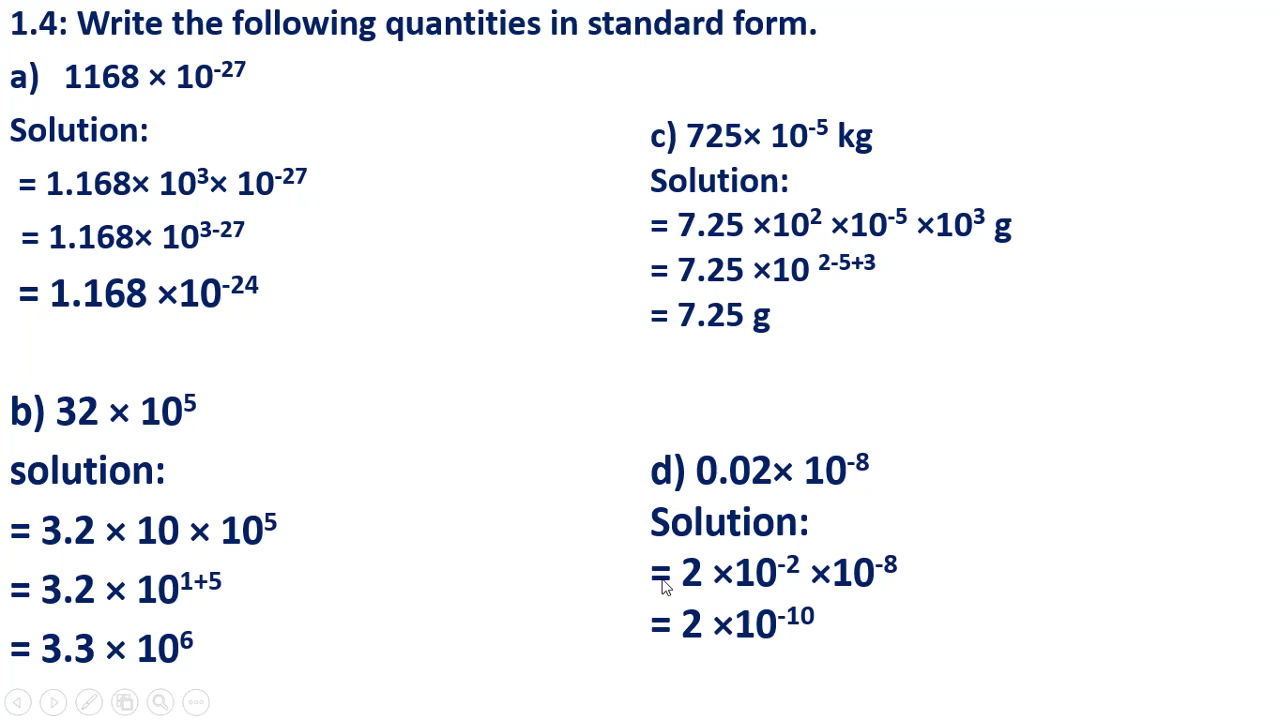 1.4: Write the following quantities in standard form.
a) 1168 × 10⁻²⁷
Solution:
= 1.168× 10³× 10⁻²⁷
= 1.168× 10³⁻²⁷
= 1.168 ×10⁻²⁴
b) 32 × 10⁵
solution:
= 3.2 × 10 × 10⁵
= 3.2 × 10¹⁺⁵
= 3.3 × 10⁶
c) 725× 10⁻⁵ kg
Solution:
= 7.25 ×10² ×10⁻⁵ ×10³ g
= 7.25 ×10 ²⁻⁵⁺³
= 7.25 g
d) 0.02× 10⁻⁸
Solution:
= 2 ×10⁻² ×10⁻⁸
= 2 ×10⁻¹⁰